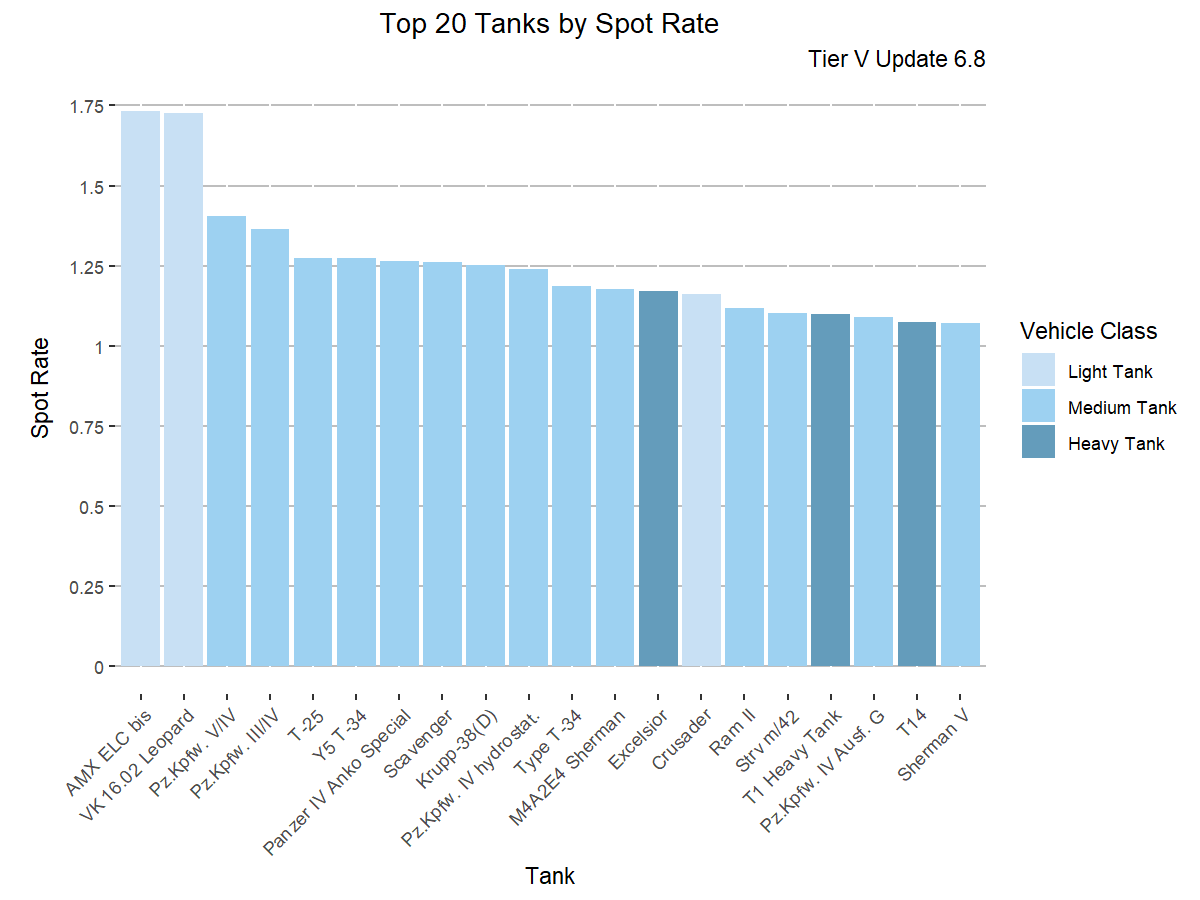 Top 20 Tanks by Spot Rate
Tier V Update 6.8
1.75
1.5
1.25
1
0.75
0.5
0.25
0
Spot Rate
AMX ELC bis
VK 16.02 Leopard
Pz.Kpfw. V/IV
Pz.Kpfw. III/IV
T-25
Y5 T-34
Panzer IV Anko Special
Scavenger
Krupp-38(D)
Pz.Kpfw. IV hydrostat.
Type T-34
M4A2E4 Sherman
Excelsior
Crusader
Ram II
Strv m/42
T1 Heavy Tank
Pz.Kpfw. IV Ausf. G
T14
Sherman V
Tank
Vehicle Class
Light Tank
Medium Tank
Heavy Tank